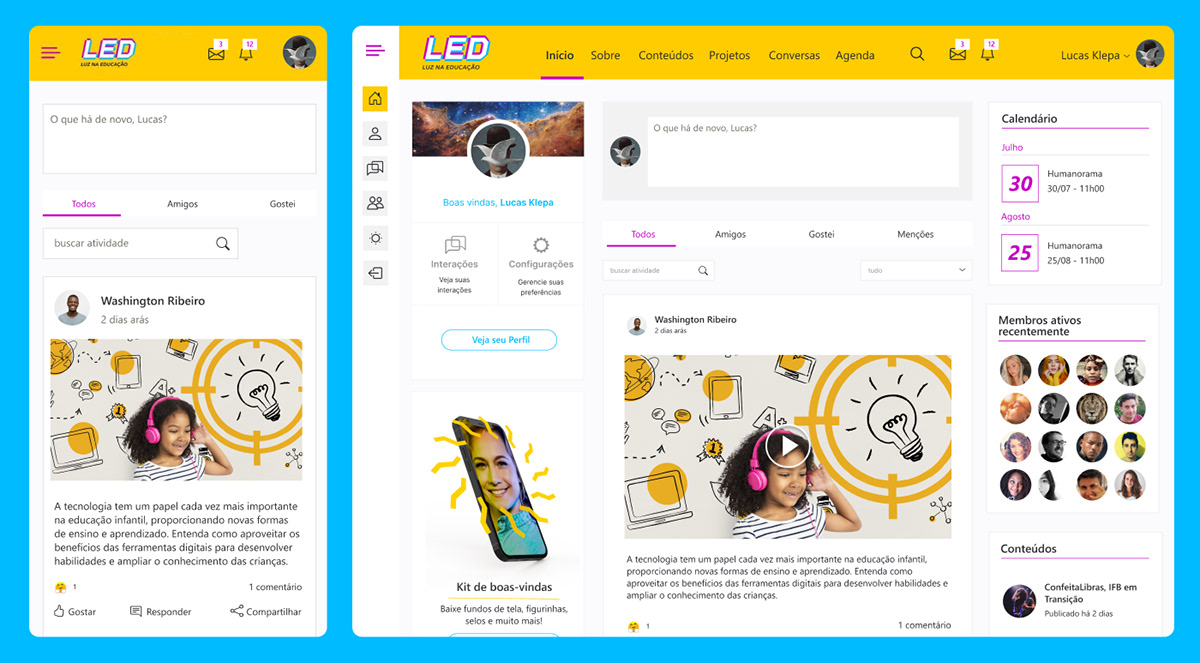 LED
LUZ NA EDUCAÇÃO
3
12
O que há de novo, Lucas?
Todos
Amigos
Gostei
buscar atividade
Washington Ribeiro
2 dias arás
1
A tecnologia tem um papel cada vez mais importante
na educação infantil, proporcionando novas formas
de ensino e aprendizado. Entenda como aproveitar os
benefícios das ferramentas digitais para desenvolver
habilidades e ampliar o conhecimento das crianças.
1
1 comentário
Gostar
Responder
Compartilhar
LED
LUZ NA EDUCAÇÃO
Início
Sobre
Conteúdos
Projetos
Conversas
Agenda
3
12
Lucas Klepa
Boas vindas, Lucas Klepa
Interações
Veja suas
interações
Configurações
Gerencie suas
preferências
Veja seu Perfil
Kit de boas-vindas
Baixe fundos de tela, figurinhas,
selos e muito mais!
O que há de novo, Lucas?
Todos
Amigos
Gostei
Menções
buscar atividade
tudo
Washington Ribeiro
2 dias arás
A
1
A tecnologia tem um papel cada vez mais importante na educação infantil,
proporcionando novas formas de ensino e aprendizado. Entenda como
aproveitar os benefícios das ferramentas digitais para desenvolver habilidades e
ampliar o conhecimento das crianças.
1
1 comentário
Calendário
Julho
30
Humanorama
30/07 - 11h00
Agosto
25
Humanorama
25/08 - 11h00
Membros ativos
recentemente
Conteúdos
ConfeitaLibras, IFB em
Transição
Publicado há 2 dias